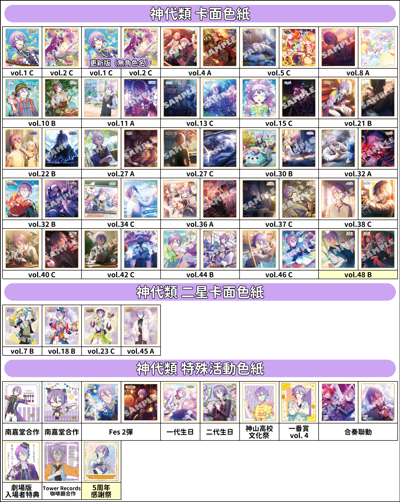 神代類 卡面色紙
更新版（無角色名）
vol.1 C vol.2 C vol.1 C vol.2 C vol.4 A vol.5 C vol.8 A
vol.10 B vol.11 A vol.13 C vol.15 C vol.21 B
vol.22 B vol.27 A vol.27 C vol.30 B vol.32 A
vol.32 B vol.34 C vol.36 A vol.37 C vol.38 C
vol.40 C vol.42 C vol.44 B vol.46 C vol.48 B
神代類 二星卡面色紙
vol.7 B vol.18 B vol.23 C vol.45 A
神代類 特殊活動色紙
南嘉堂合作 南嘉堂合作 Fes 2彈 一代生日 二代生日 神山高校 文化祭 一番賞 vol. 4 合奏聯動
劇場版 入場者特典 Tower Records 咖啡廳合作 5周年 感謝祭